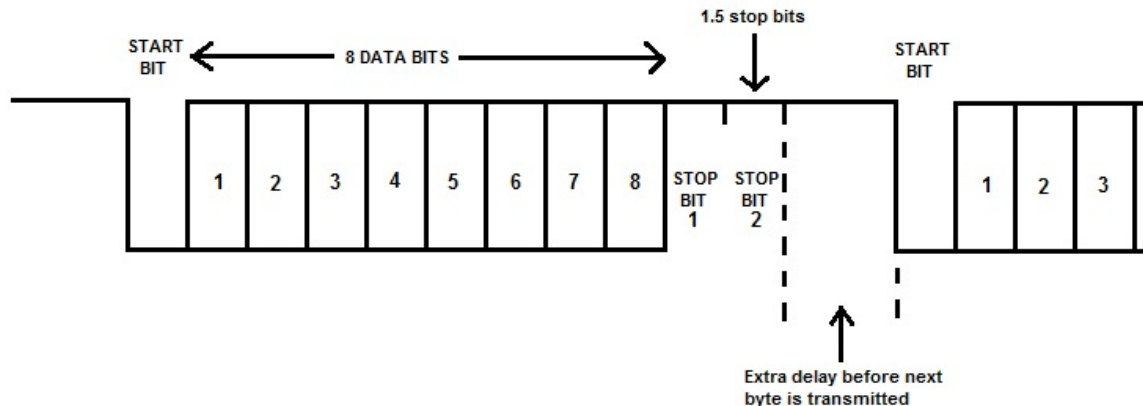 1.5 stop bits
START
BIT
8 DATA BITS
START
BIT
1 2 3 4 5 6 7 8
STOP
BIT
1
STOP
BIT
2
1 2 3
Extra delay before next
byte is transmitted